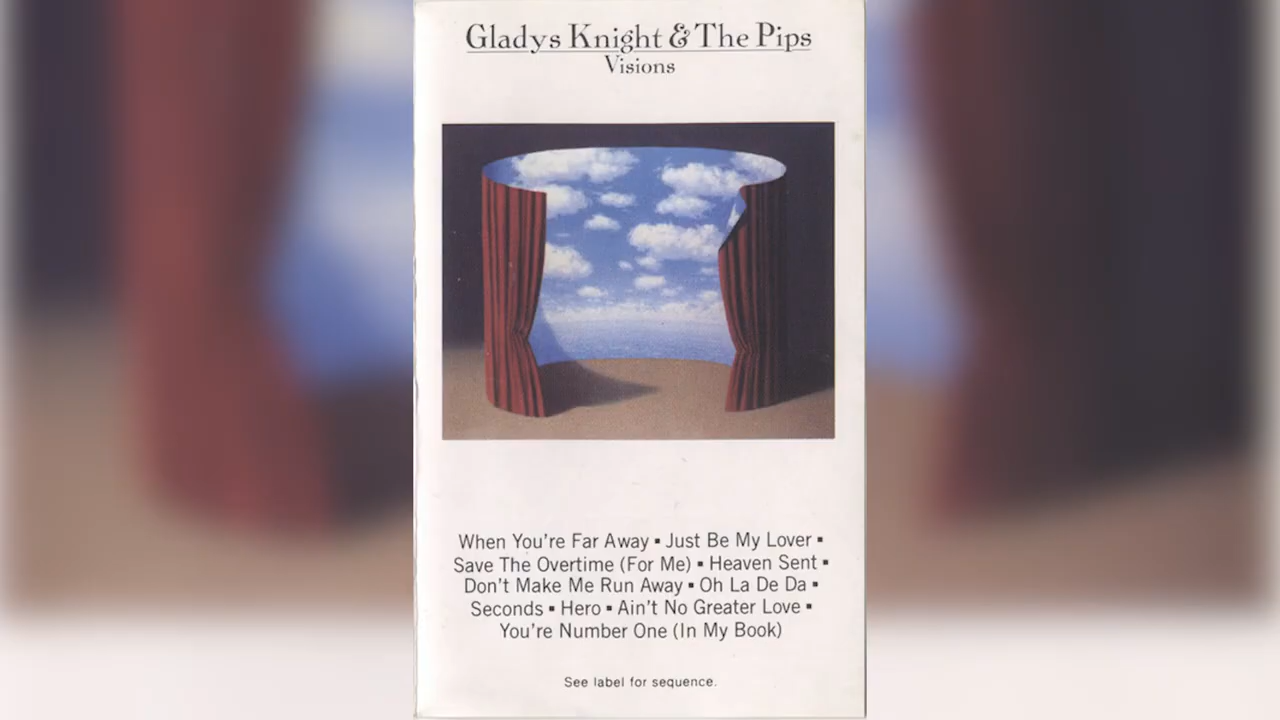 Gladys Knight & The Pips
Visions
When You're Far Away ▪ Just Be My Lover ▪
Save The Overtime (For Me) ▪ Heaven Sent ▪
Don't Make Me Run Away ▪ Oh La De Da ▪
Seconds ▪ Hero ▪ Ain't No Greater Love ▪
You're Number One (In My Book)
See label for sequence.